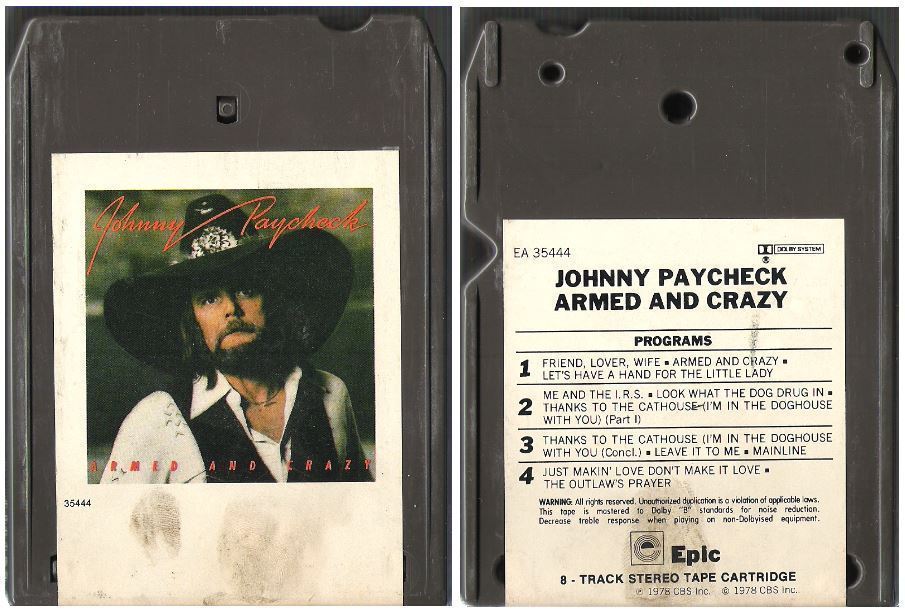 Johnny Paycheck
ARMED AND CRAZY
35444
EA 35444
DOLBY SYSTEM
®
JOHNNY PAYCHECK
ARMED AND CRAZY
PROGRAMS
1 FRIEND, LOVER, WIFE ▪ ARMED AND CRAZY ▪
LET'S HAVE A HAND FOR THE LITTLE LADY
2 ME AND THE I.R.S. ▪ LOOK WHAT THE DOG DRUG IN ▪
THANKS TO THE CATHOUSE (I'M IN THE DOGHOUSE
WITH YOU) (Part I)
3 THANKS TO THE CATHOUSE (I'M IN THE DOGHOUSE
WITH YOU (Concl.) ▪ LEAVE IT TO ME ▪ MAINLINE
4 JUST MAKIN' LOVE DON'T MAKE IT LOVE ▪
THE OUTLAW'S PRAYER
WARNING: All rights reserved. Unauthorized duplication is a violation of applicable laws.
This tape is mastered to Dolby "B" standards for noise reduction.
Decrease treble response when playing on non-Dolbyised equipment.
Epic
8 - TRACK STEREO TAPE CARTRIDGE
℗ 1978 CBS Inc. © 1978 CBS Inc.